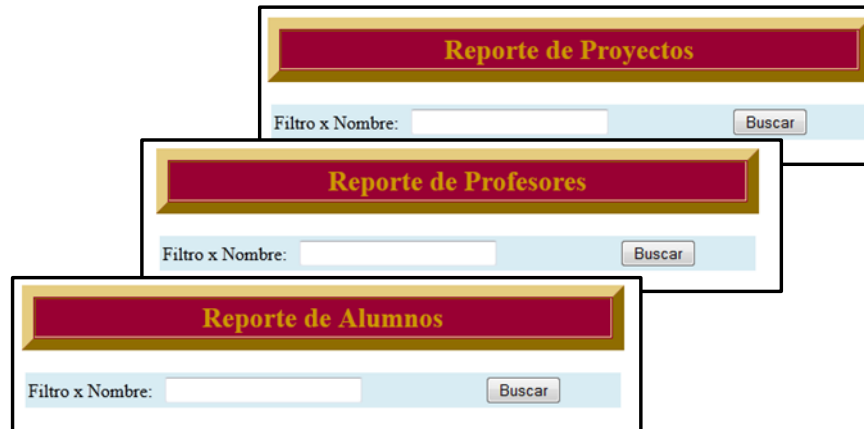 Reporte de Proyectos
Filtro x Nombre: Buscar
Reporte de Profesores
Filtro x Nombre: Buscar
Reporte de Alumnos
Filtro x Nombre: Buscar